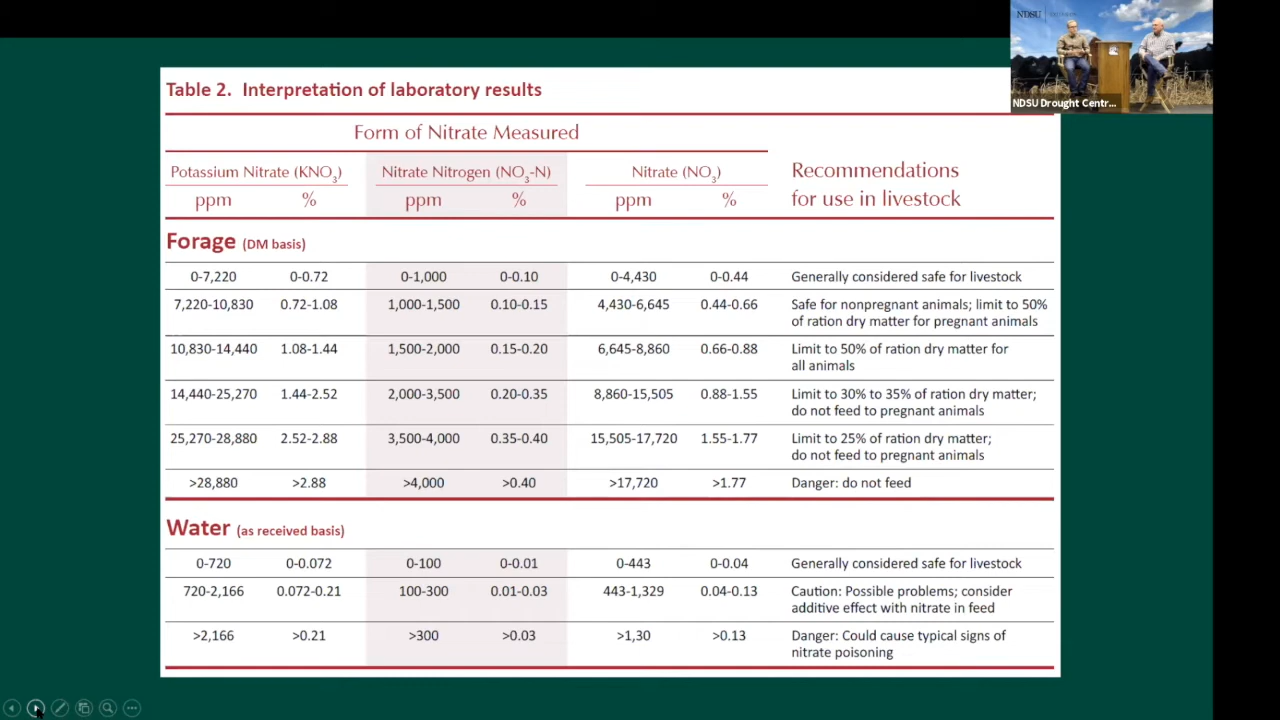 NDSU
NDSU Drought Centr...
Table 2. Interpretation of laboratory results
Form of Nitrate Measured
Potassium Nitrate (KNO3) Nitrate Nitrogen (NO3-N) Nitrate (NO3) Recommendations
ppm % ppm % ppm % for use in livestock
Forage (DM basis)
0-7,220 0-0.72 0-1,000 0-0.10 0-4,430 0-0.44 Generally considered safe for livestock
7,220-10,830 0.72-1.08 1,000-1,500 0.10-0.15 4,430-6,645 0.44-0.66 Safe for nonpregnant animals; limit to 50%
of ration dry matter for pregnant animals
10,830-14,440 1.08-1.44 1,500-2,000 0.15-0.20 6,645-8,860 0.66-0.88 Limit to 50% of ration dry matter for
all animals
14,440-25,270 1.44-2.52 2,000-3,500 0.20-0.35 8,860-15,505 0.88-1.55 Limit to 30% to 35% of ration dry matter;
do not feed to pregnant animals
25,270-28,880 2.52-2.88 3,500-4,000 0.35-0.40 15,505-17,720 1.55-1.77 Limit to 25% of ration dry matter;
do not feed to pregnant animals
>28,880 >2.88 >4,000 >0.40 >17,720 >1.77 Danger: do not feed
Water (as received basis)
0-720 0-0.072 0-100 0-0.01 0-443 0-0.04 Generally considered safe for livestock
720-2,166 0.072-0.21 100-300 0.01-0.03 443-1,329 0.04-0.13 Caution: Possible problems; consider
additive effect with nitrate in feed
>2,166 >0.21 >300 >0.03 >1,30 >0.13 Danger: Could cause typical signs of
nitrate poisoning